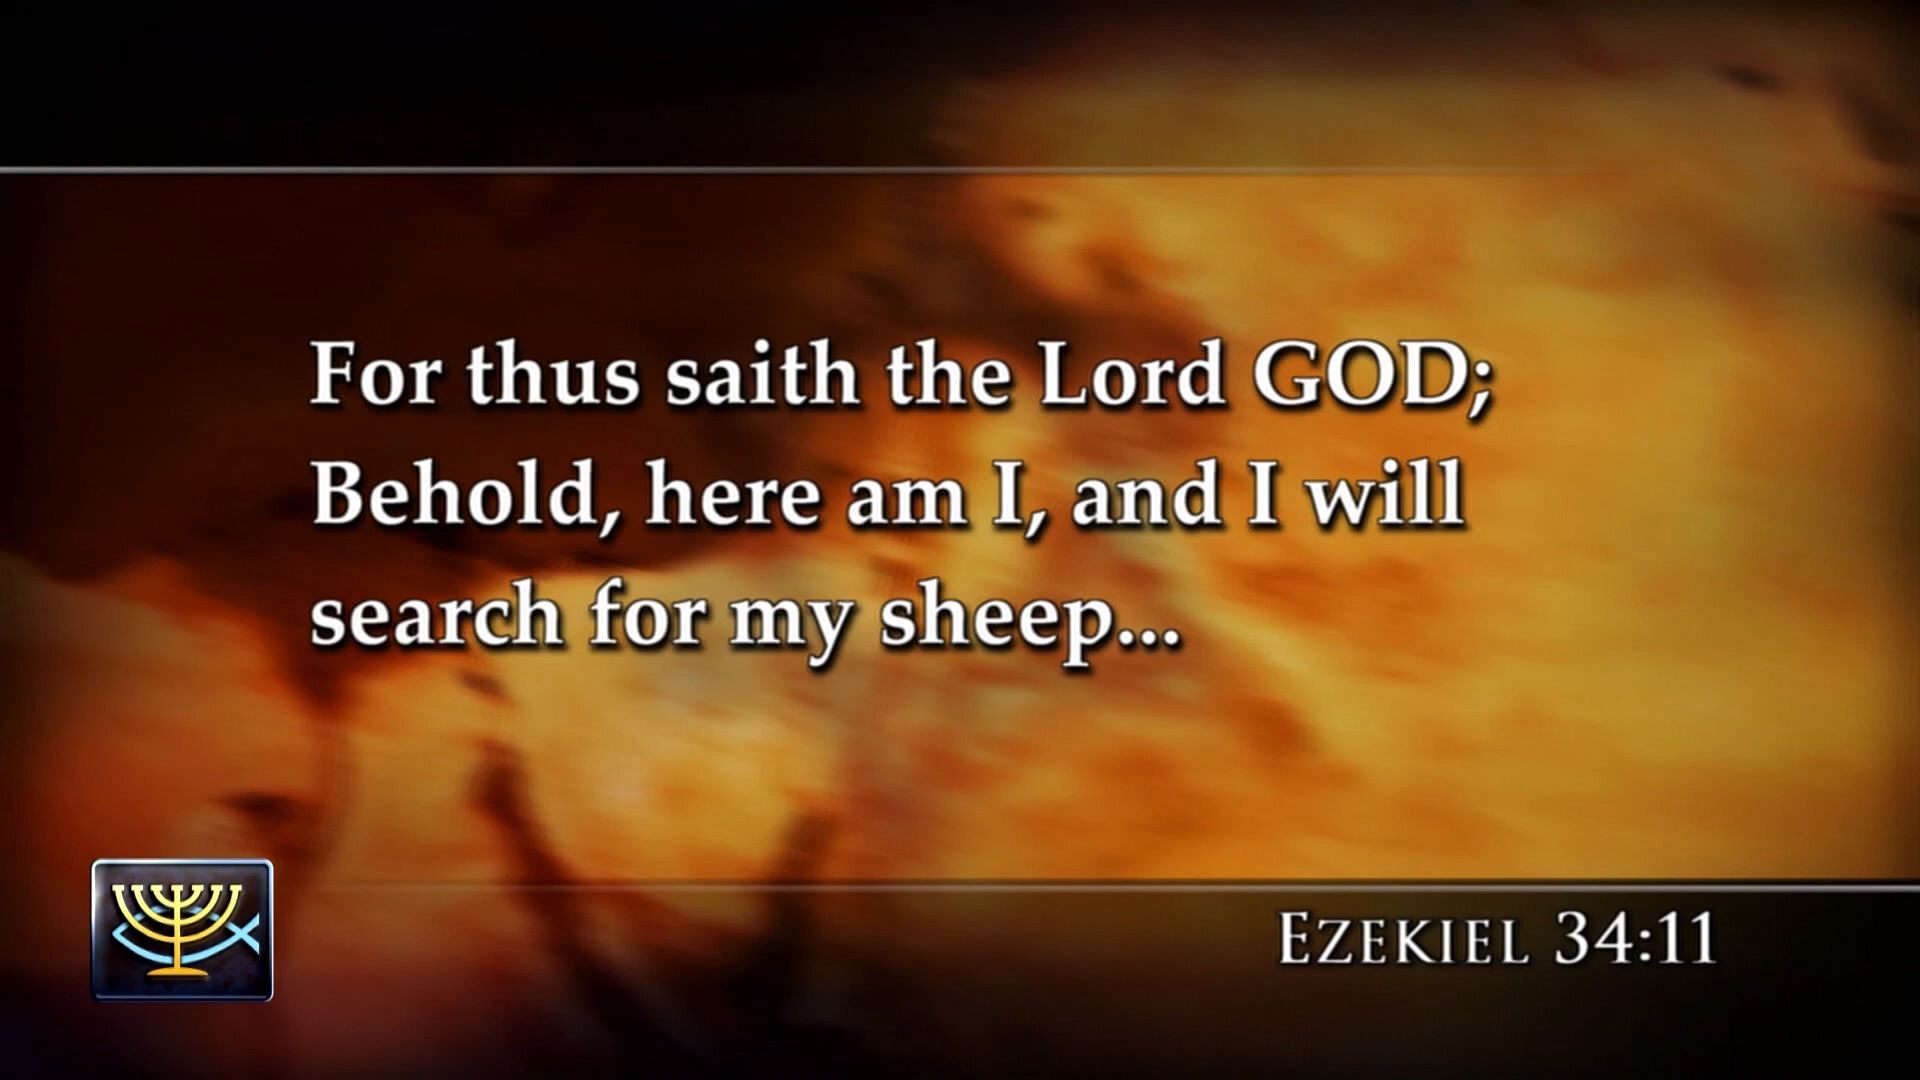 For thus saith the Lord GOD;
Behold, here am I, and I will
search for my sheep...
EZEKIEL 34:11